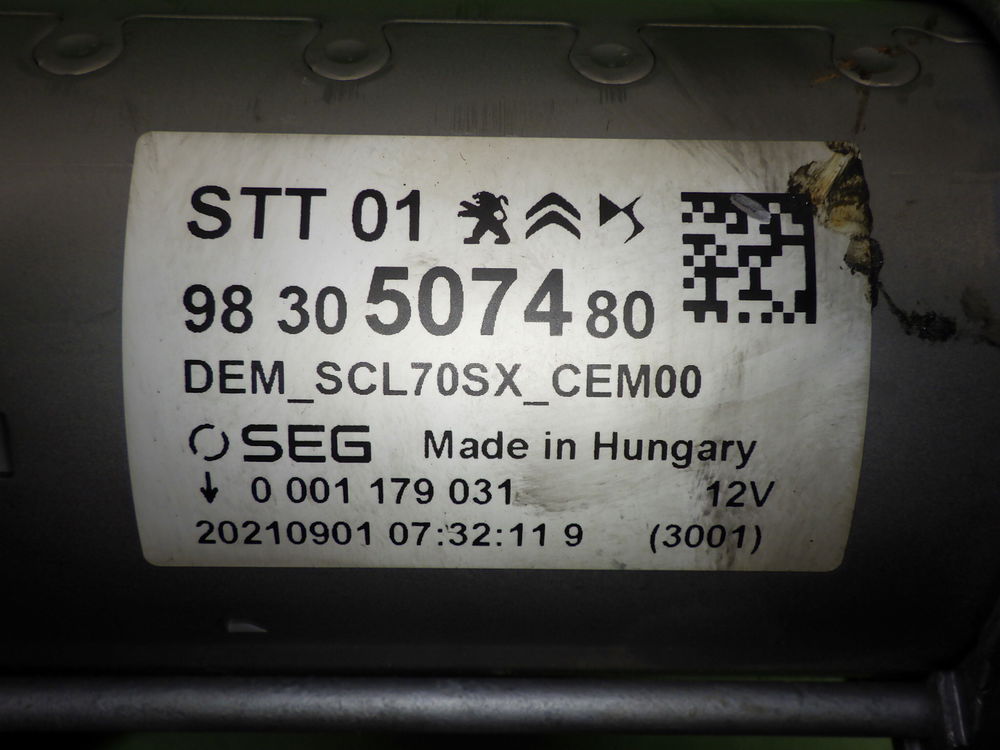 STT 01
98 30 5074 80
DEM_SCL70SX_CEM00
SEG Made in Hungary
↓ 0 001 179 031 12V
20210901 07:32:11 9 (3001)